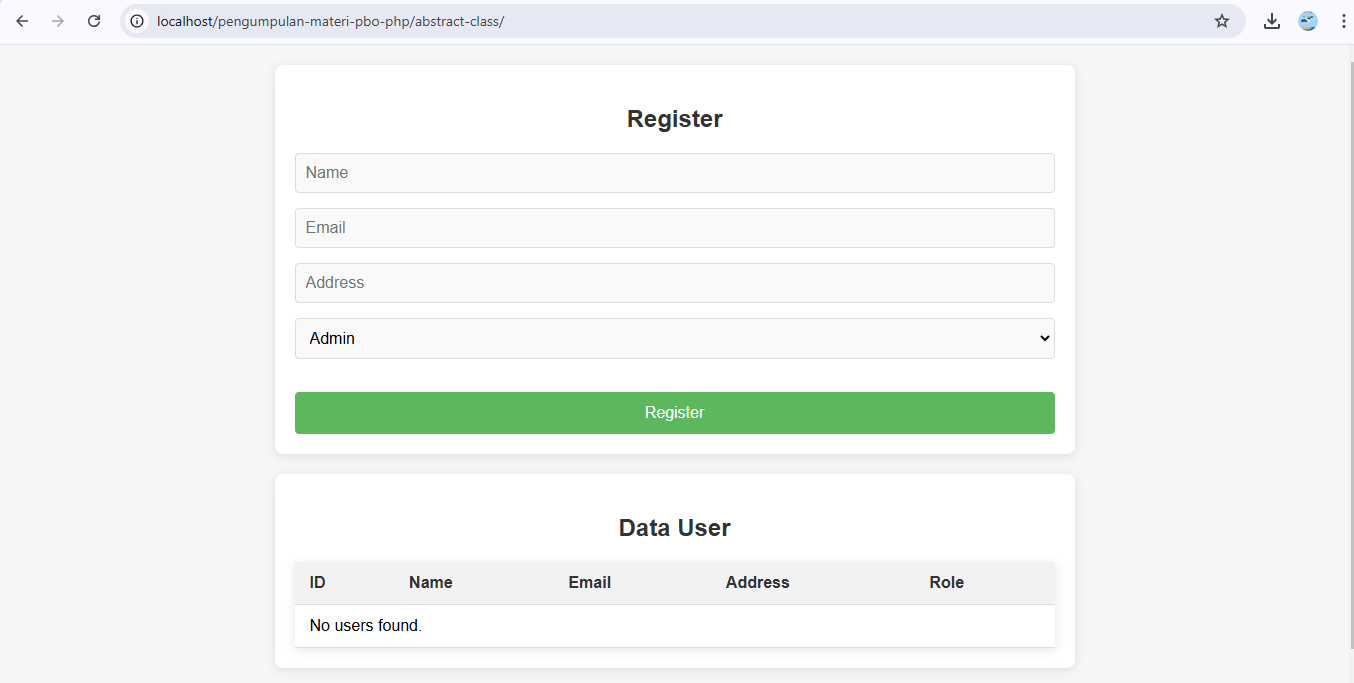 localhost/pengumpulan-materi-pbo-php/abstract-class/
Register
Name
Email
Address
Admin
Register
Data User
ID Name Email Address Role
No users found.